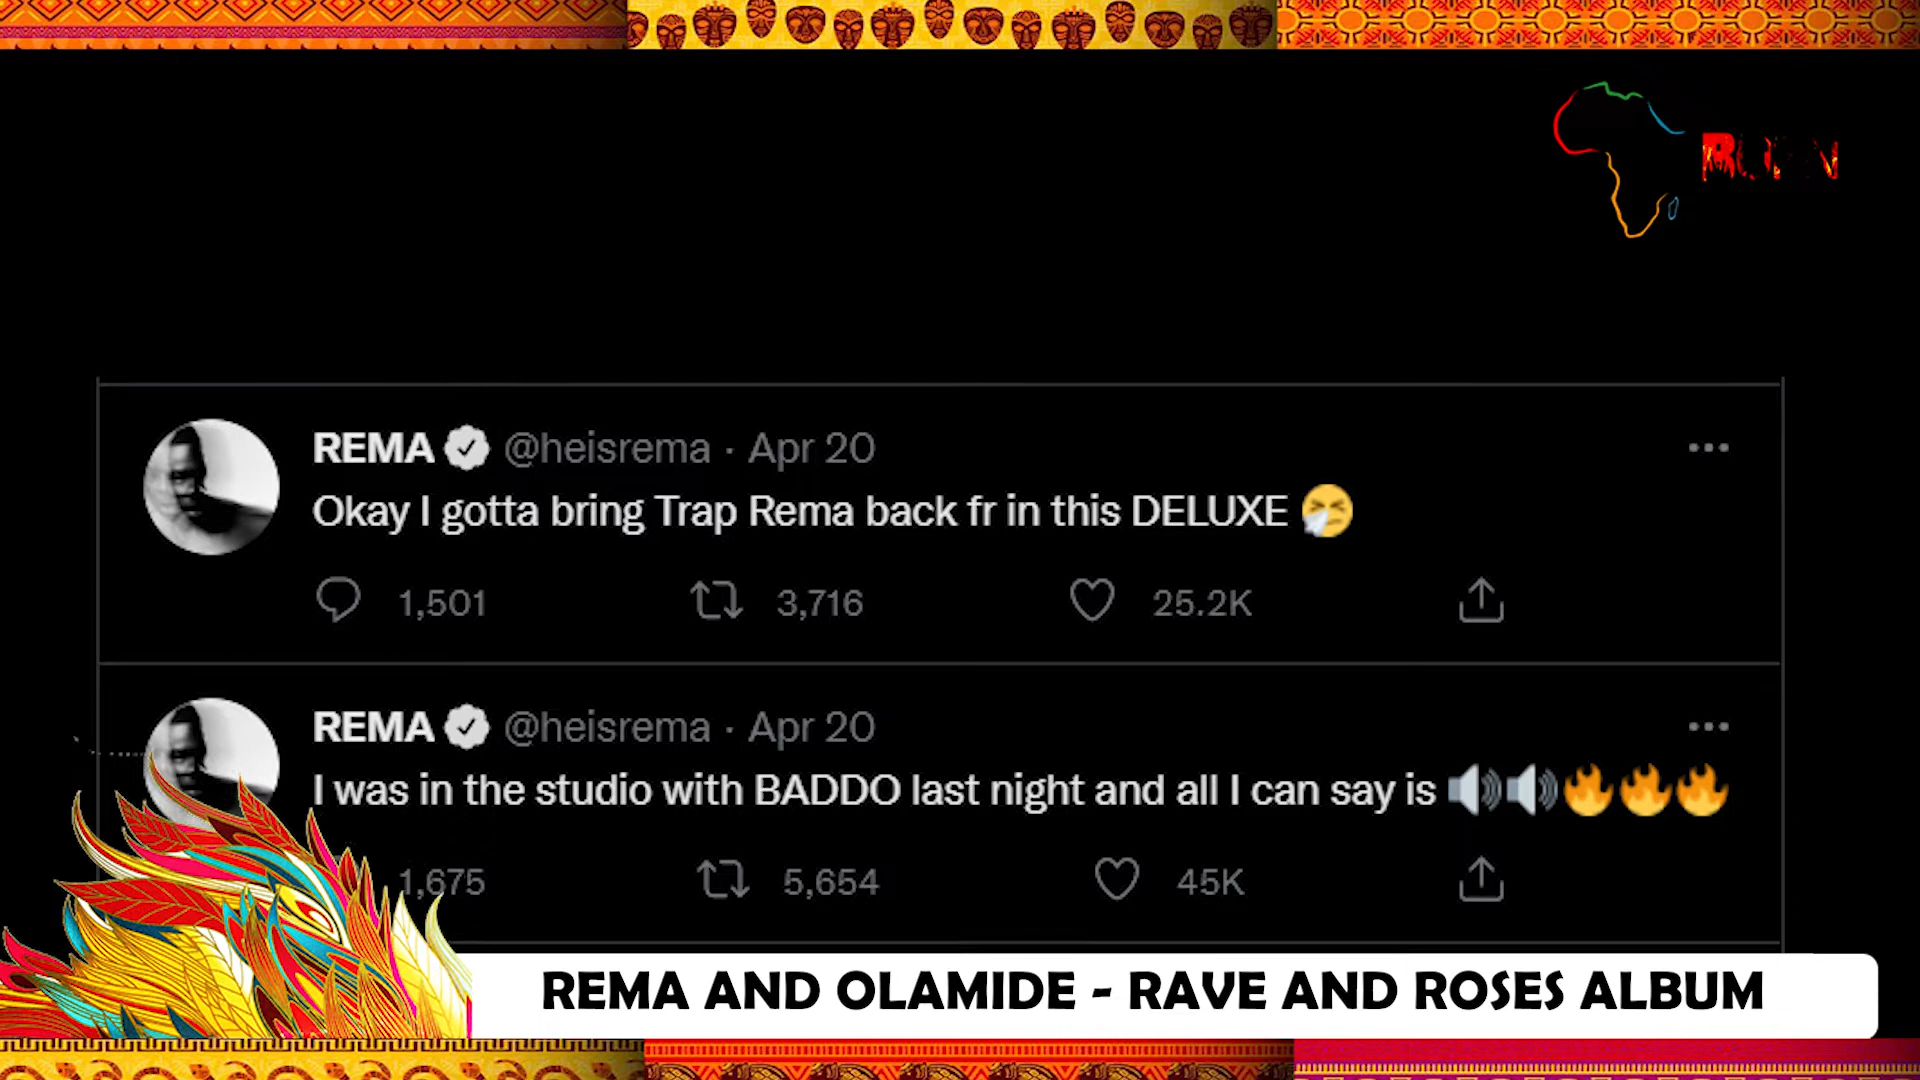 BURN
REMA @heisrema · Apr 20
Okay I gotta bring Trap Rema back fr in this DELUXE 🤧
1,501 3,716 25.2K
REMA @heisrema · Apr 20
I was in the studio with BADDO last night and all I can say is 🔊🔊🔥🔥🔥
1,675 5,654 45K
REMA AND OLAMIDE - RAVE AND ROSES ALBUM